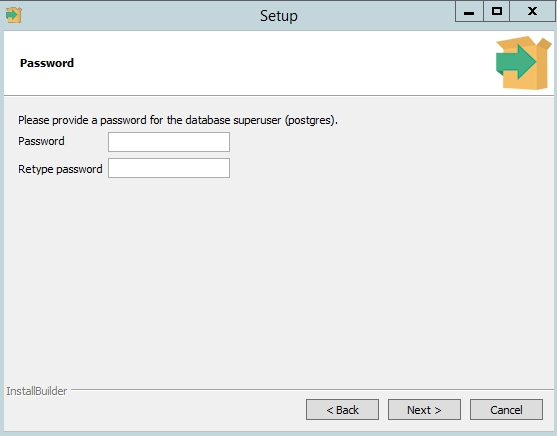 Setup
Password
Please provide a password for the database superuser (postgres).
Password
Retype password
InstallBuilder
< Back
Next >
Cancel